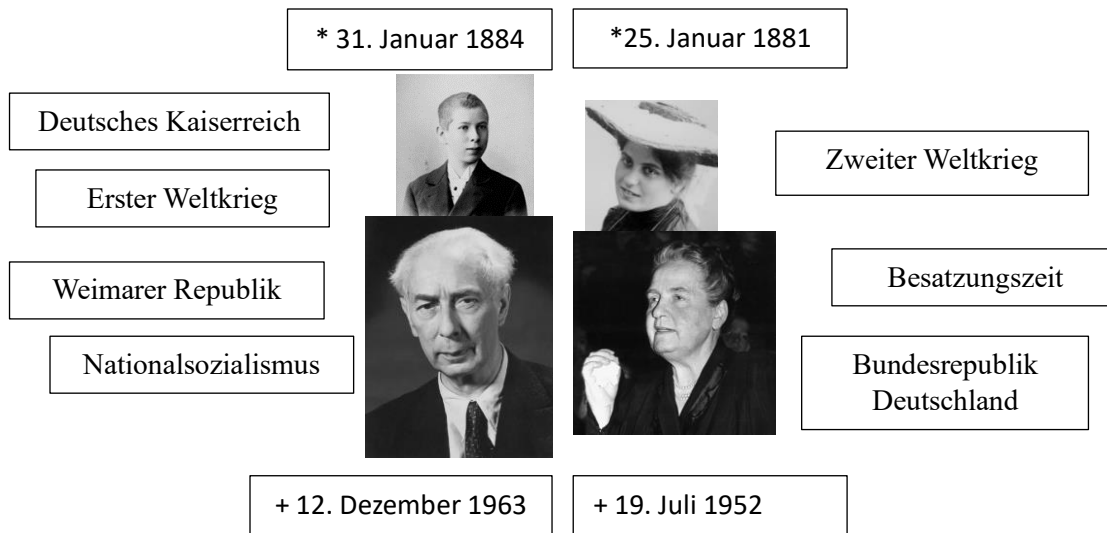 * 31. Januar 1884
*25. Januar 1881
Deutsches Kaiserreich
Erster Weltkrieg
Weimarer Republik
Nationalsozialismus
Zweiter Weltkrieg
Besatzungszeit
Bundesrepublik
Deutschland
+ 12. Dezember 1963
+ 19. Juli 1952